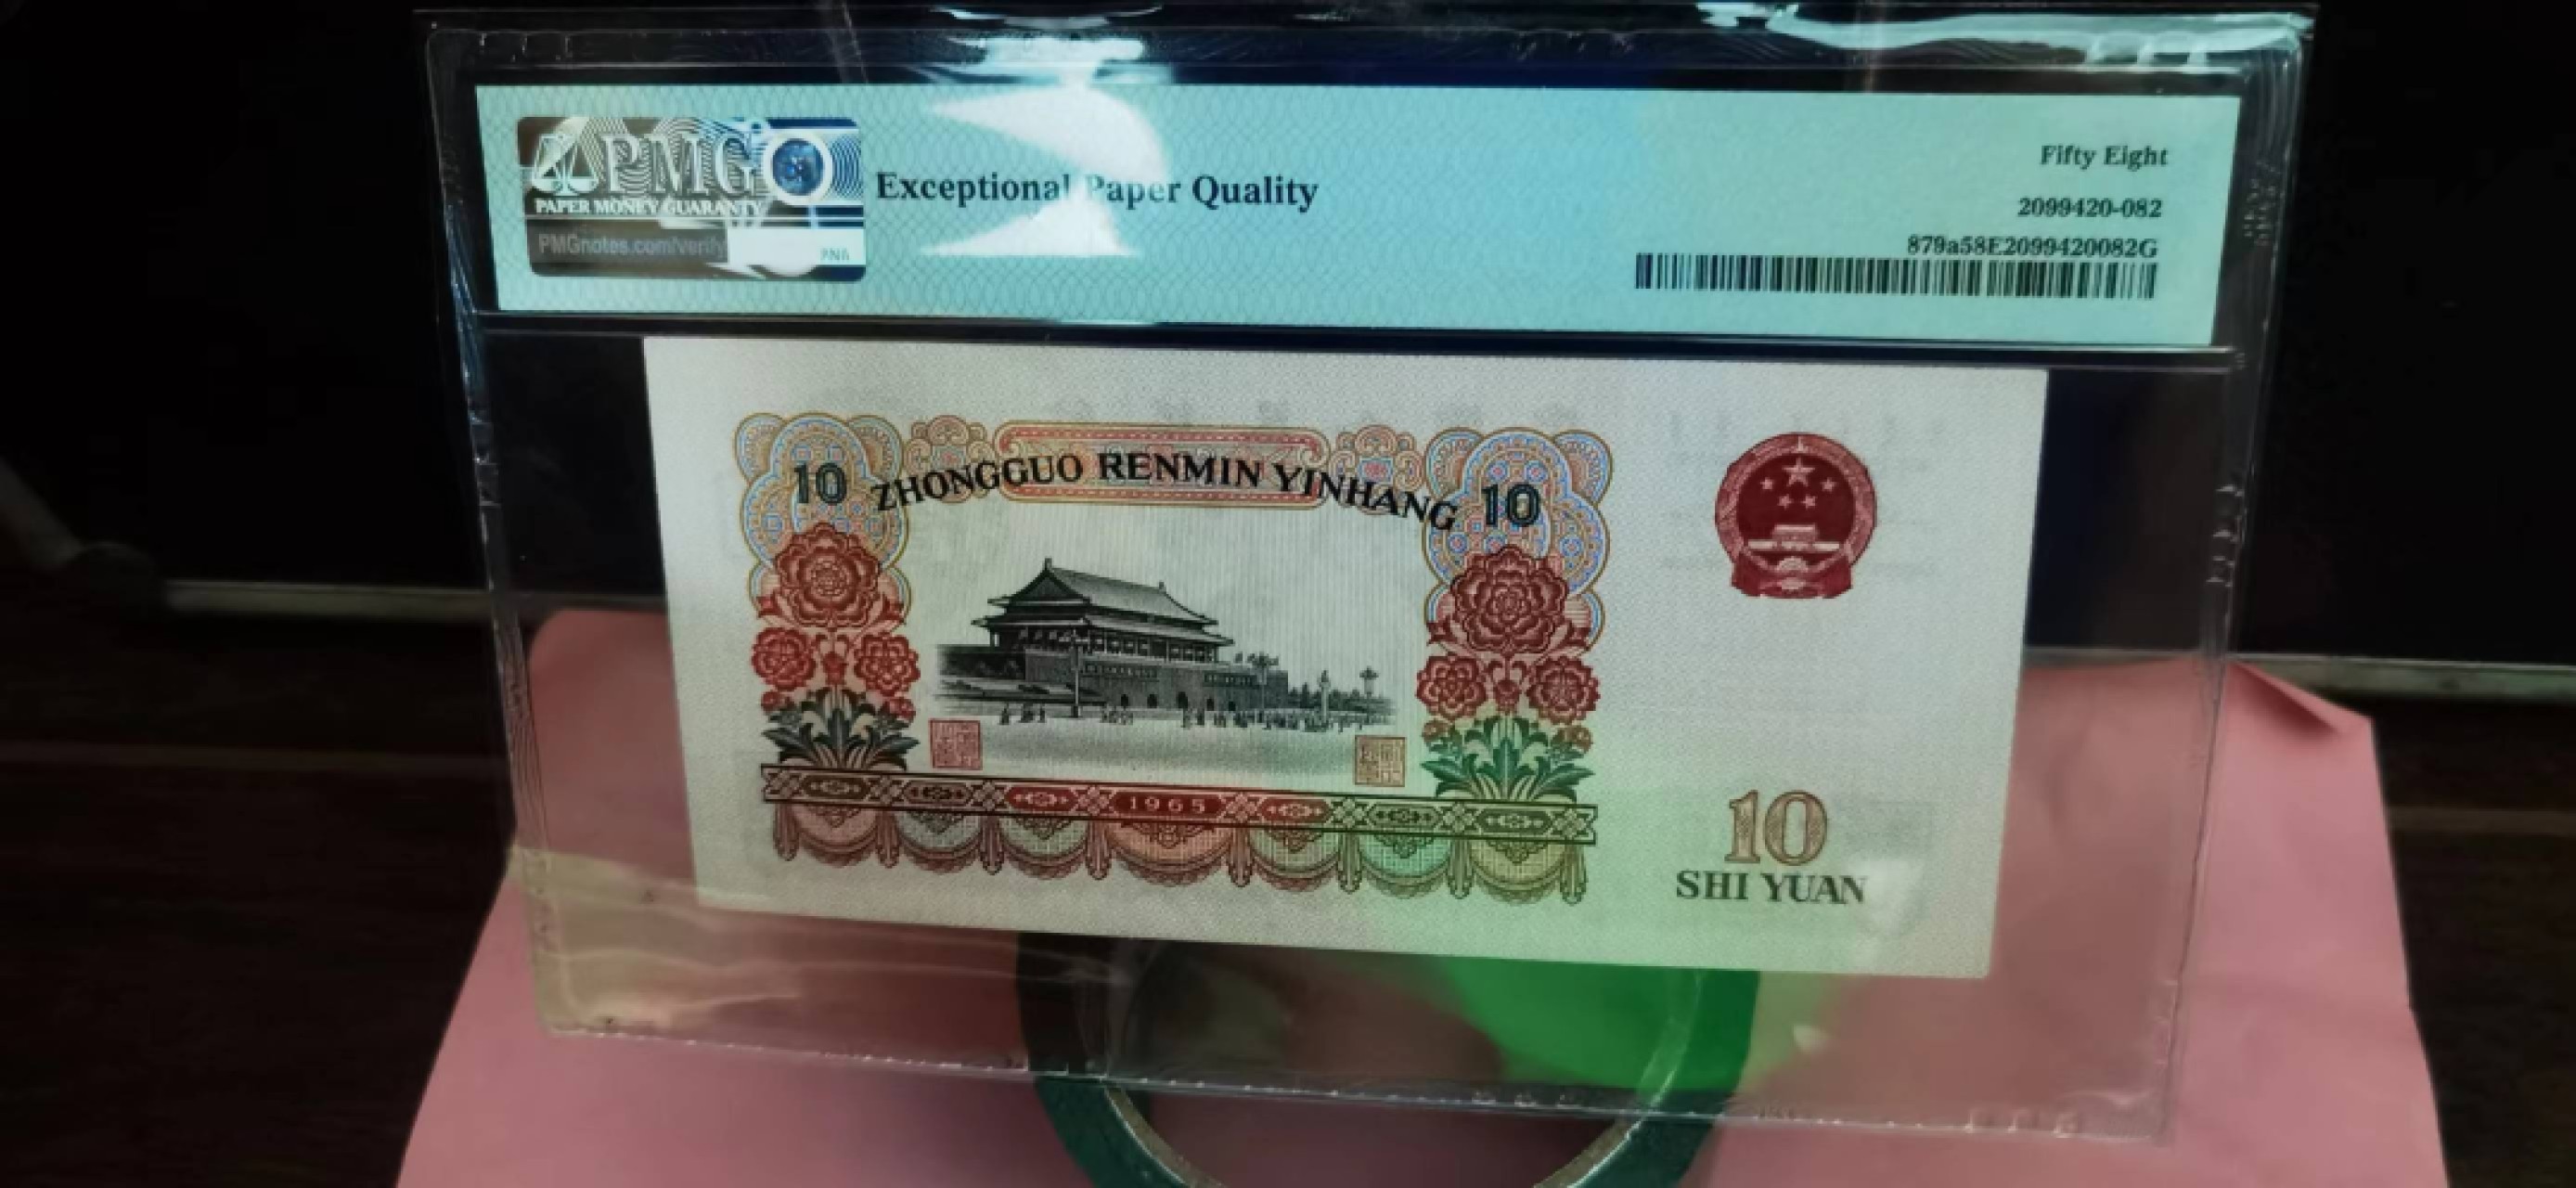 PMG
PAPER MONEY GUARANTY
PMGnotes.com/verify
Exceptional Paper Quality
Fifty Eight
2099420-082
879a58E2099420082G
10 ZHONGGUO RENMIN YINHANG 10
1965
10
SHI YUAN